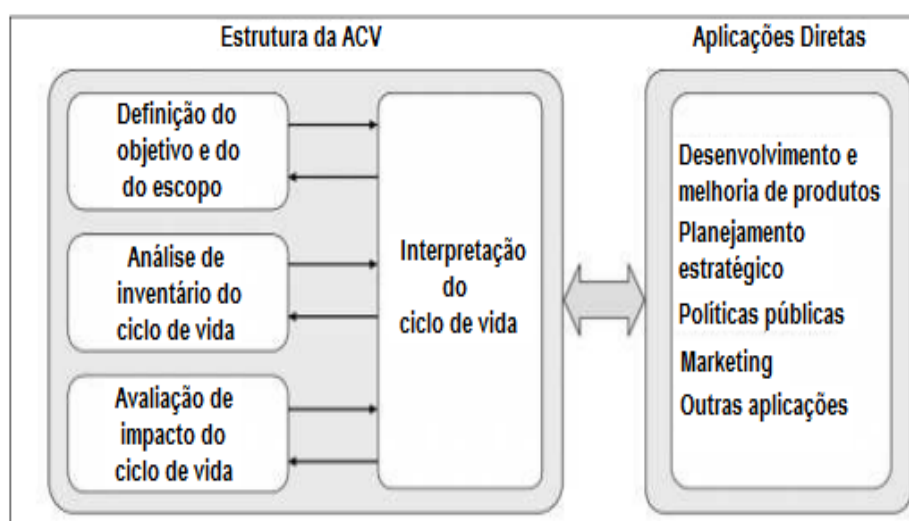 Estrutura da ACV
Aplicações Diretas
Definição do
objetivo e do
do escopo
Análise de
inventário do
ciclo de vida
Avaliação de
impacto do
ciclo de vida
Interpretação
do
ciclo de vida
Desenvolvimento e
melhoria de produtos
Planejamento
estratégico
Políticas públicas
Marketing
Outras aplicações